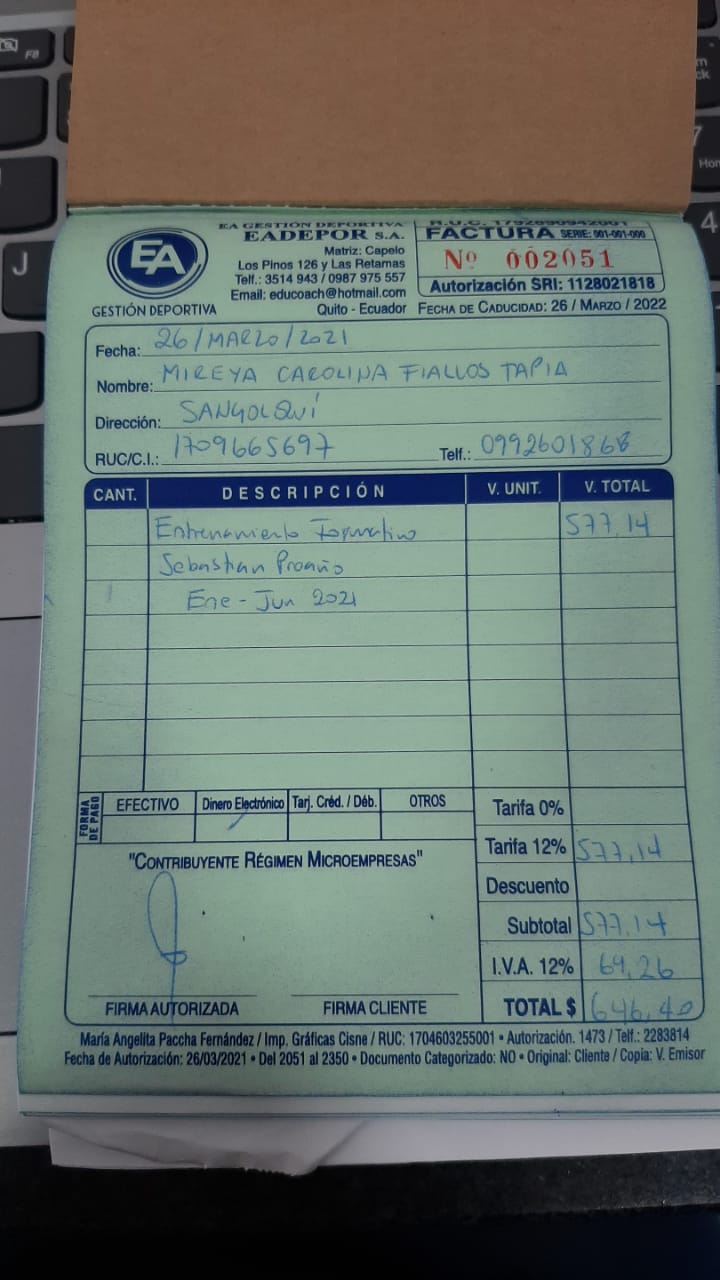 EA GESTIÓN DEPORTIVA
EADEPOR S.A.
Matriz: Capelo
Los Pinos 126 y Las Retamas
Telf.: 3514 943 / 0987 975 557
Email: educoach@hotmail.com
Quito - Ecuador
EA
GESTIÓN DEPORTIVA
R.U.C. 1792890942001
FACTURA SERIE: 001-001-000
Nº 002051
Autorización SRI: 1128021818
FECHA DE CADUCIDAD: 26 / MARZO / 2022
Fecha: 26/MARZO/2021
Nombre: MIREYA CAROLINA FIALLOS TAPIA
Dirección: SANGOLQUÍ
RUC/C.I.: 1709665697 Telf.: 0992601868
CANT. DESCRIPCIÓN V. UNIT. V. TOTAL
Entrenamiento Formativo 577,14
Sebastian Proaño
Ene - Jun 2021
FORMA DE PAGO
EFECTIVO Dinero Electrónico Tarj. Créd. / Déb. OTROS
"CONTRIBUYENTE RÉGIMEN MICROEMPRESAS"
Tarifa 0%
Tarifa 12% 577,14
Descuento
Subtotal 577,14
I.V.A. 12% 69,26
TOTAL $ 646,40
FIRMA AUTORIZADA FIRMA CLIENTE
María Angelita Paccha Fernández / Imp. Gráficas Cisne / RUC: 1704603255001 • Autorización. 1473 / Telf.: 2283814
Fecha de Autorización: 26/03/2021 • Del 2051 al 2350 • Documento Categorizado: NO • Original: Cliente / Copia: V. Emisor
F8
J
4
7